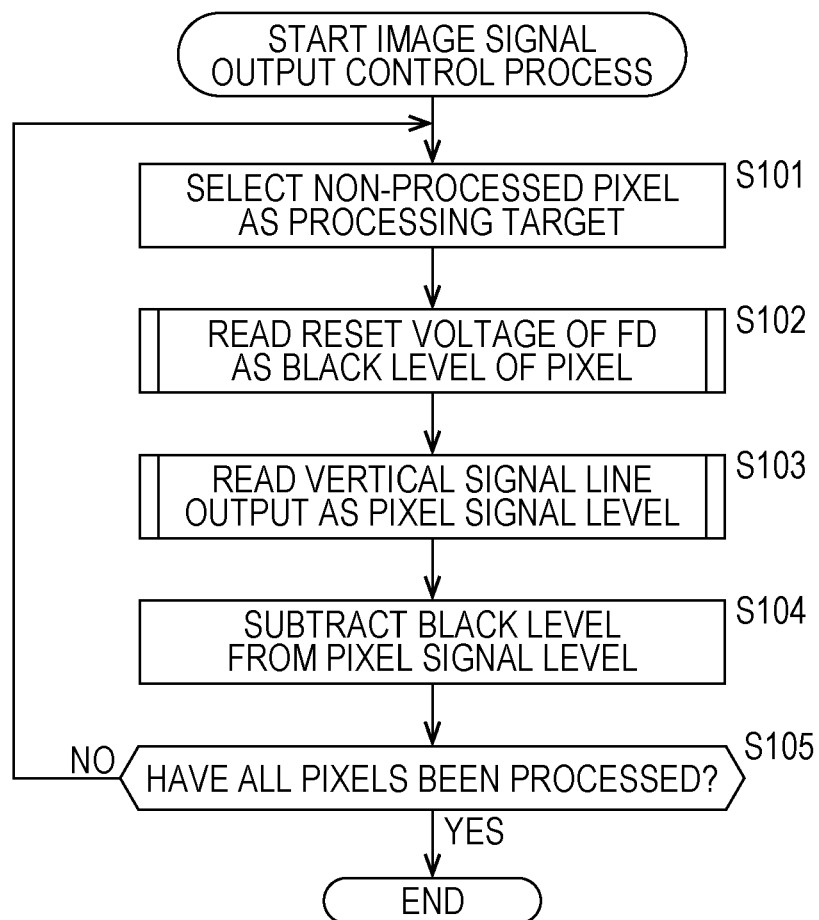 START IMAGE SIGNAL
OUTPUT CONTROL PROCESS
SELECT NON-PROCESSED PIXEL
AS PROCESSING TARGET
S101
READ RESET VOLTAGE OF FD
AS BLACK LEVEL OF PIXEL
S102
READ VERTICAL SIGNAL LINE
OUTPUT AS PIXEL SIGNAL LEVEL
S103
SUBTRACT BLACK LEVEL
FROM PIXEL SIGNAL LEVEL
S104
HAVE ALL PIXELS BEEN PROCESSED?
S105
NO
YES
END